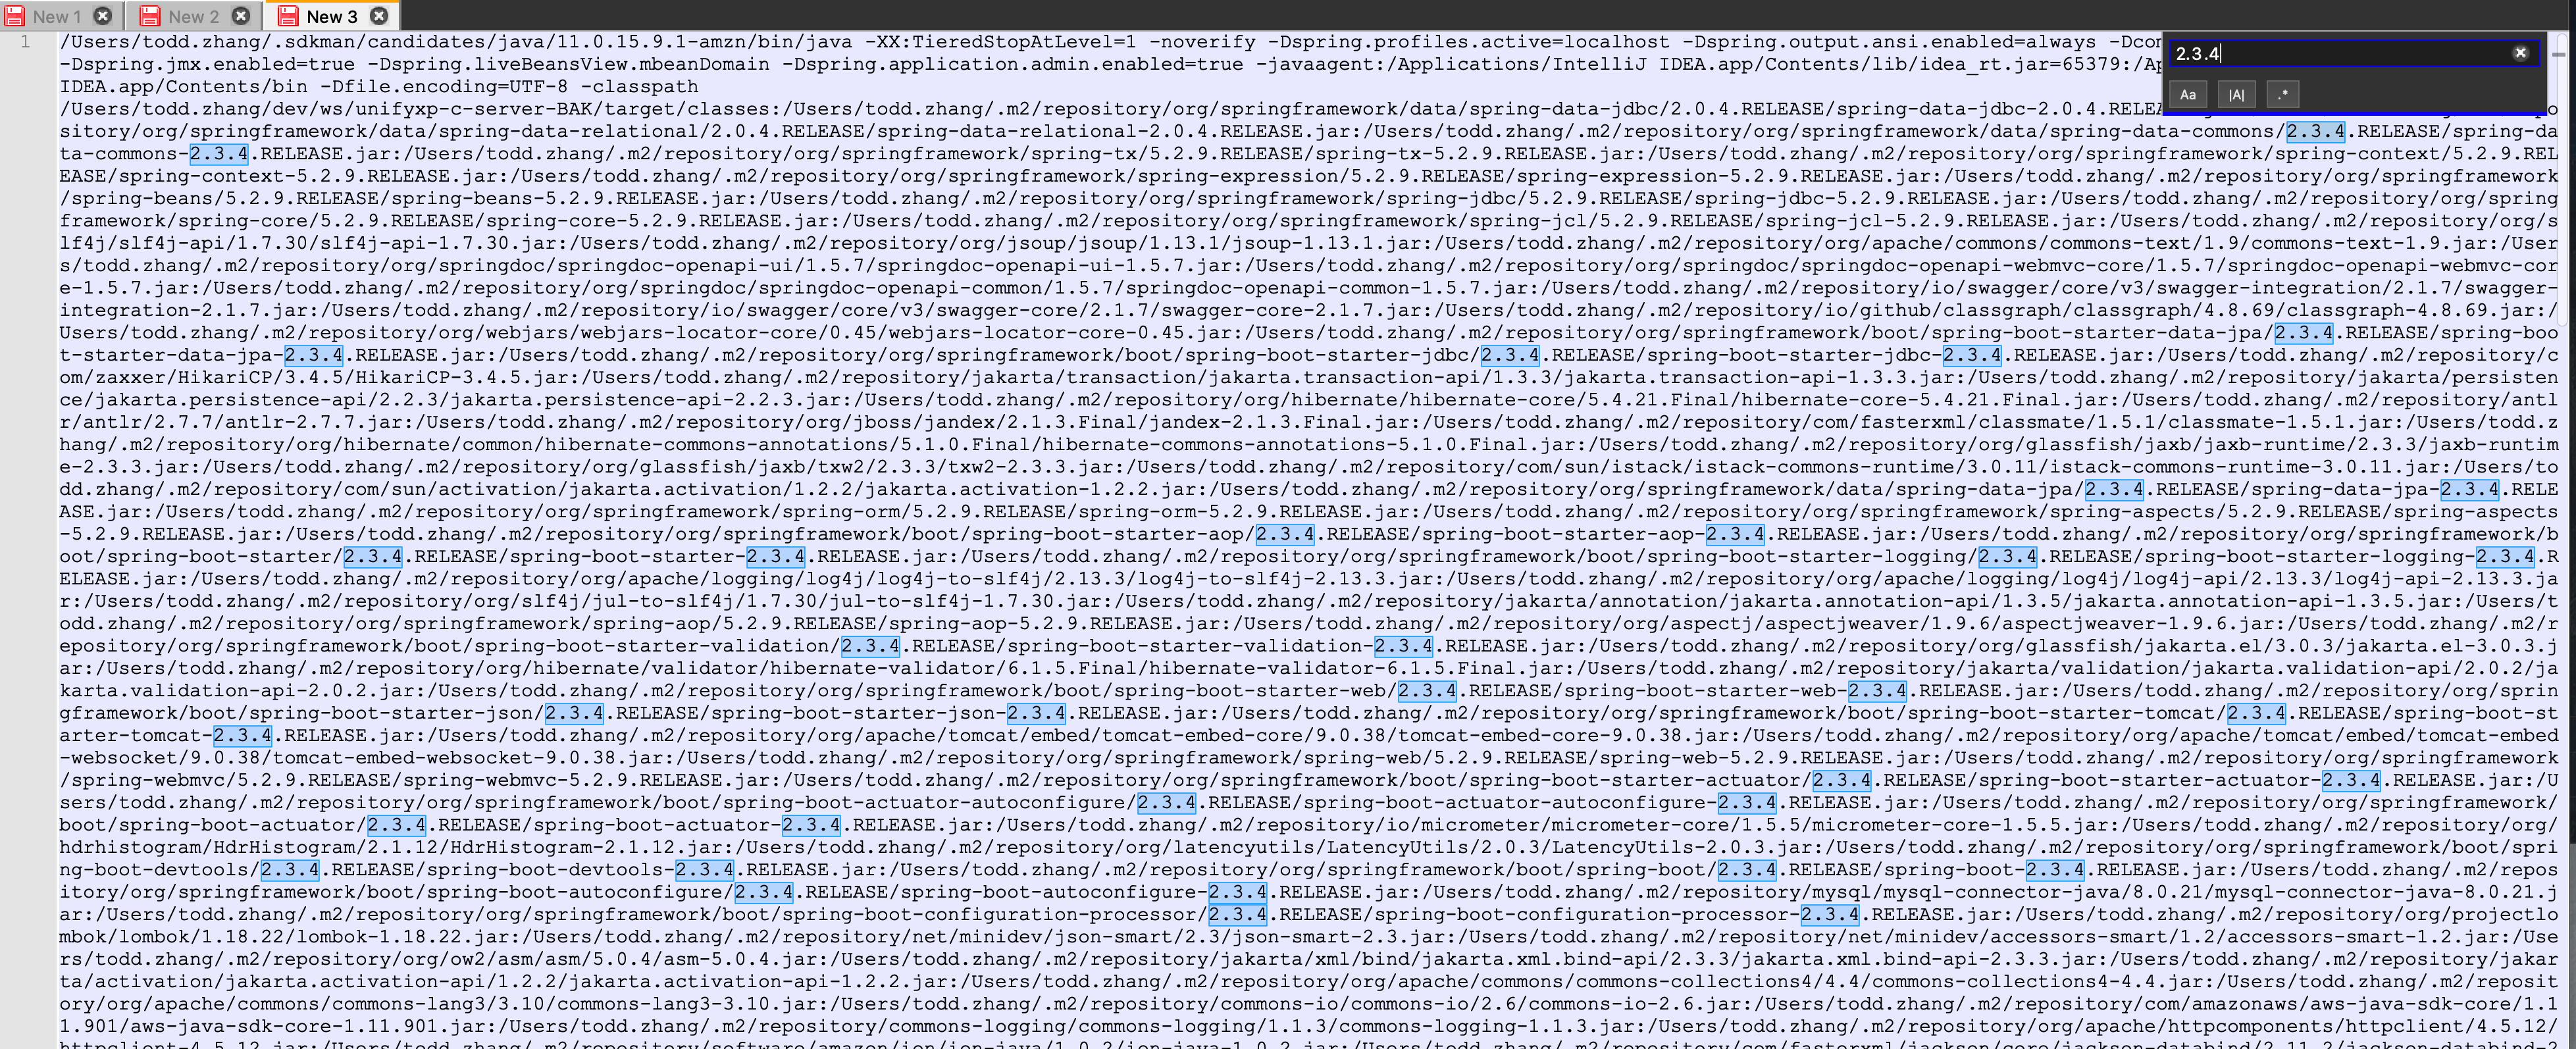 New 1 New 2 New 3
2.3.4
Aa |A| .*
1 /Users/todd.zhang/.sdkman/candidates/java/11.0.15.9.1-amzn/bin/java -XX:TieredStopAtLevel=1 -noverify -Dspring.profiles.active=localhost -Dspring.output.ansi.enabled=always -Dcor
-Dspring.jmx.enabled=true -Dspring.liveBeansView.mbeanDomain -Dspring.application.admin.enabled=true -javaagent:/Applications/IntelliJ IDEA.app/Contents/lib/idea_rt.jar=65379:/Ap
IDEA.app/Contents/bin -Dfile.encoding=UTF-8 -classpath
/Users/todd.zhang/dev/ws/unifyxp-c-server-BAK/target/classes:/Users/todd.zhang/.m2/repository/org/springframework/data/spring-data-jdbc/2.0.4.RELEASE/spring-data-jdbc-2.0.4.RELEA
sitory/org/springframework/data/spring-data-relational/2.0.4.RELEASE/spring-data-relational-2.0.4.RELEASE.jar:/Users/todd.zhang/.m2/repository/org/springframework/data/spring-data-commons/2.3.4.RELEASE/spring-da
ta-commons-2.3.4.RELEASE.jar:/Users/todd.zhang/.m2/repository/org/springframework/spring-tx/5.2.9.RELEASE/spring-tx-5.2.9.RELEASE.jar:/Users/todd.zhang/.m2/repository/org/springframework/spring-context/5.2.9.REL
EASE/spring-context-5.2.9.RELEASE.jar:/Users/todd.zhang/.m2/repository/org/springframework/spring-expression/5.2.9.RELEASE/spring-expression-5.2.9.RELEASE.jar:/Users/todd.zhang/.m2/repository/org/springframework
/spring-beans/5.2.9.RELEASE/spring-beans-5.2.9.RELEASE.jar:/Users/todd.zhang/.m2/repository/org/springframework/spring-jdbc/5.2.9.RELEASE/spring-jdbc-5.2.9.RELEASE.jar:/Users/todd.zhang/.m2/repository/org/spring
framework/spring-core/5.2.9.RELEASE/spring-core-5.2.9.RELEASE.jar:/Users/todd.zhang/.m2/repository/org/springframework/spring-jcl/5.2.9.RELEASE/spring-jcl-5.2.9.RELEASE.jar:/Users/todd.zhang/.m2/repository/org/s
lf4j/slf4j-api/1.7.30/slf4j-api-1.7.30.jar:/Users/todd.zhang/.m2/repository/org/jsoup/jsoup/1.13.1/jsoup-1.13.1.jar:/Users/todd.zhang/.m2/repository/org/apache/commons/commons-text/1.9/commons-text-1.9.jar:/User
s/todd.zhang/.m2/repository/org/springdoc/springdoc-openapi-ui/1.5.7/springdoc-openapi-ui-1.5.7.jar:/Users/todd.zhang/.m2/repository/org/springdoc/springdoc-openapi-webmvc-core/1.5.7/springdoc-openapi-webmvc-cor
e-1.5.7.jar:/Users/todd.zhang/.m2/repository/org/springdoc/springdoc-openapi-common/1.5.7/springdoc-openapi-common-1.5.7.jar:/Users/todd.zhang/.m2/repository/io/swagger/core/v3/swagger-integration/2.1.7/swagger-
integration-2.1.7.jar:/Users/todd.zhang/.m2/repository/io/swagger/core/v3/swagger-core/2.1.7/swagger-core-2.1.7.jar:/Users/todd.zhang/.m2/repository/io/github/classgraph/classgraph/4.8.69/classgraph-4.8.69.jar:/
Users/todd.zhang/.m2/repository/org/webjars/webjars-locator-core/0.45/webjars-locator-core-0.45.jar:/Users/todd.zhang/.m2/repository/org/springframework/boot/spring-boot-starter-data-jpa/2.3.4.RELEASE/spring-boo
t-starter-data-jpa-2.3.4.RELEASE.jar:/Users/todd.zhang/.m2/repository/org/springframework/boot/spring-boot-starter-jdbc/2.3.4.RELEASE/spring-boot-starter-jdbc-2.3.4.RELEASE.jar:/Users/todd.zhang/.m2/repository/c
om/zaxxer/HikariCP/3.4.5/HikariCP-3.4.5.jar:/Users/todd.zhang/.m2/repository/jakarta/transaction/jakarta.transaction-api/1.3.3/jakarta.transaction-api-1.3.3.jar:/Users/todd.zhang/.m2/repository/jakarta/persisten
ce/jakarta.persistence-api/2.2.3/jakarta.persistence-api-2.2.3.jar:/Users/todd.zhang/.m2/repository/org/hibernate/hibernate-core/5.4.21.Final/hibernate-core-5.4.21.Final.jar:/Users/todd.zhang/.m2/repository/antl
r/antlr/2.7.7/antlr-2.7.7.jar:/Users/todd.zhang/.m2/repository/org/jboss/jandex/2.1.3.Final/jandex-2.1.3.Final.jar:/Users/todd.zhang/.m2/repository/com/fasterxml/classmate/1.5.1/classmate-1.5.1.jar:/Users/todd.z
hang/.m2/repository/org/hibernate/common/hibernate-commons-annotations/5.1.0.Final/hibernate-commons-annotations-5.1.0.Final.jar:/Users/todd.zhang/.m2/repository/org/glassfish/jaxb/jaxb-runtime/2.3.3/jaxb-runtim
e-2.3.3.jar:/Users/todd.zhang/.m2/repository/org/glassfish/jaxb/txw2/2.3.3/txw2-2.3.3.jar:/Users/todd.zhang/.m2/repository/com/sun/istack/istack-commons-runtime/3.0.11/istack-commons-runtime-3.0.11.jar:/Users/to
dd.zhang/.m2/repository/com/sun/activation/jakarta.activation/1.2.2/jakarta.activation-1.2.2.jar:/Users/todd.zhang/.m2/repository/org/springframework/data/spring-data-jpa/2.3.4.RELEASE/spring-data-jpa-2.3.4.RELE
ASE.jar:/Users/todd.zhang/.m2/repository/org/springframework/spring-orm/5.2.9.RELEASE/spring-orm-5.2.9.RELEASE.jar:/Users/todd.zhang/.m2/repository/org/springframework/spring-aspects/5.2.9.RELEASE/spring-aspects
-5.2.9.RELEASE.jar:/Users/todd.zhang/.m2/repository/org/springframework/boot/spring-boot-starter-aop/2.3.4.RELEASE/spring-boot-starter-aop-2.3.4.RELEASE.jar:/Users/todd.zhang/.m2/repository/org/springframework/b
oot/spring-boot-starter/2.3.4.RELEASE/spring-boot-starter-2.3.4.RELEASE.jar:/Users/todd.zhang/.m2/repository/org/springframework/boot/spring-boot-starter-logging/2.3.4.RELEASE/spring-boot-starter-logging-2.3.4.R
ELEASE.jar:/Users/todd.zhang/.m2/repository/org/apache/logging/log4j/log4j-to-slf4j/2.13.3/log4j-to-slf4j-2.13.3.jar:/Users/todd.zhang/.m2/repository/org/apache/logging/log4j/log4j-api/2.13.3/log4j-api-2.13.3.ja
r:/Users/todd.zhang/.m2/repository/org/slf4j/jul-to-slf4j/1.7.30/jul-to-slf4j-1.7.30.jar:/Users/todd.zhang/.m2/repository/jakarta/annotation/jakarta.annotation-api/1.3.5/jakarta.annotation-api-1.3.5.jar:/Users/t
odd.zhang/.m2/repository/org/springframework/spring-aop/5.2.9.RELEASE/spring-aop-5.2.9.RELEASE.jar:/Users/todd.zhang/.m2/repository/org/aspectj/aspectjweaver/1.9.6/aspectjweaver-1.9.6.jar:/Users/todd.zhang/.m2/r
epository/org/springframework/boot/spring-boot-starter-validation/2.3.4.RELEASE/spring-boot-starter-validation-2.3.4.RELEASE.jar:/Users/todd.zhang/.m2/repository/org/glassfish/jakarta.el/3.0.3/jakarta.el-3.0.3.j
ar:/Users/todd.zhang/.m2/repository/org/hibernate/validator/hibernate-validator/6.1.5.Final/hibernate-validator-6.1.5.Final.jar:/Users/todd.zhang/.m2/repository/jakarta/validation/jakarta.validation-api/2.0.2/ja
karta.validation-api-2.0.2.jar:/Users/todd.zhang/.m2/repository/org/springframework/boot/spring-boot-starter-web/2.3.4.RELEASE/spring-boot-starter-web-2.3.4.RELEASE.jar:/Users/todd.zhang/.m2/repository/org/sprin
gframework/boot/spring-boot-starter-json/2.3.4.RELEASE/spring-boot-starter-json-2.3.4.RELEASE.jar:/Users/todd.zhang/.m2/repository/org/springframework/boot/spring-boot-starter-tomcat/2.3.4.RELEASE/spring-boot-st
arter-tomcat-2.3.4.RELEASE.jar:/Users/todd.zhang/.m2/repository/org/apache/tomcat/embed/tomcat-embed-core/9.0.38/tomcat-embed-core-9.0.38.jar:/Users/todd.zhang/.m2/repository/org/apache/tomcat/embed/tomcat-embed
-websocket/9.0.38/tomcat-embed-websocket-9.0.38.jar:/Users/todd.zhang/.m2/repository/org/springframework/spring-web/5.2.9.RELEASE/spring-web-5.2.9.RELEASE.jar:/Users/todd.zhang/.m2/repository/org/springframework
/spring-webmvc/5.2.9.RELEASE/spring-webmvc-5.2.9.RELEASE.jar:/Users/todd.zhang/.m2/repository/org/springframework/boot/spring-boot-starter-actuator/2.3.4.RELEASE/spring-boot-starter-actuator-2.3.4.RELEASE.jar:/U
sers/todd.zhang/.m2/repository/org/springframework/boot/spring-boot-actuator-autoconfigure/2.3.4.RELEASE/spring-boot-actuator-autoconfigure-2.3.4.RELEASE.jar:/Users/todd.zhang/.m2/repository/org/springframework/
boot/spring-boot-actuator/2.3.4.RELEASE/spring-boot-actuator-2.3.4.RELEASE.jar:/Users/todd.zhang/.m2/repository/io/micrometer/micrometer-core/1.5.5/micrometer-core-1.5.5.jar:/Users/todd.zhang/.m2/repository/org/
hdrhistogram/HdrHistogram/2.1.12/HdrHistogram-2.1.12.jar:/Users/todd.zhang/.m2/repository/org/latencyutils/LatencyUtils/2.0.3/LatencyUtils-2.0.3.jar:/Users/todd.zhang/.m2/repository/org/springframework/boot/spri
ng-boot-devtools/2.3.4.RELEASE/spring-boot-devtools-2.3.4.RELEASE.jar:/Users/todd.zhang/.m2/repository/org/springframework/boot/spring-boot/2.3.4.RELEASE/spring-boot-2.3.4.RELEASE.jar:/Users/todd.zhang/.m2/repos
itory/org/springframework/boot/spring-boot-autoconfigure/2.3.4.RELEASE/spring-boot-autoconfigure-2.3.4.RELEASE.jar:/Users/todd.zhang/.m2/repository/mysql/mysql-connector-java/8.0.21/mysql-connector-java-8.0.21.j
ar:/Users/todd.zhang/.m2/repository/org/springframework/boot/spring-boot-configuration-processor/2.3.4.RELEASE/spring-boot-configuration-processor-2.3.4.RELEASE.jar:/Users/todd.zhang/.m2/repository/org/projectlo
mbok/lombok/1.18.22/lombok-1.18.22.jar:/Users/todd.zhang/.m2/repository/net/minidev/json-smart/2.3/json-smart-2.3.jar:/Users/todd.zhang/.m2/repository/net/minidev/accessors-smart/1.2/accessors-smart-1.2.jar:/Use
rs/todd.zhang/.m2/repository/org/ow2/asm/asm/5.0.4/asm-5.0.4.jar:/Users/todd.zhang/.m2/repository/jakarta/xml/bind/jakarta.xml.bind-api/2.3.3/jakarta.xml.bind-api-2.3.3.jar:/Users/todd.zhang/.m2/repository/jakar
ta/activation/jakarta.activation-api/1.2.2/jakarta.activation-api-1.2.2.jar:/Users/todd.zhang/.m2/repository/org/apache/commons/commons-collections4/4.4/commons-collections4-4.4.jar:/Users/todd.zhang/.m2/reposit
ory/org/apache/commons/commons-lang3/3.10/commons-lang3-3.10.jar:/Users/todd.zhang/.m2/repository/commons-io/commons-io/2.6/commons-io-2.6.jar:/Users/todd.zhang/.m2/repository/com/amazonaws/aws-java-sdk-core/1.1
1.901/aws-java-sdk-core-1.11.901.jar:/Users/todd.zhang/.m2/repository/commons-logging/commons-logging/1.1.3/commons-logging-1.1.3.jar:/Users/todd.zhang/.m2/repository/org/apache/httpcomponents/httpclient/4.5.12/
httpclient-4.5.12.jar:/Users/todd.zhang/.m2/repository/software/amazon/ion/ion-java/1.0.2/ion-java-1.0.2.jar:/Users/todd.zhang/.m2/repository/com/fasterxml/jackson/core/jackson-databind/2.11.2/jackson-databind-2